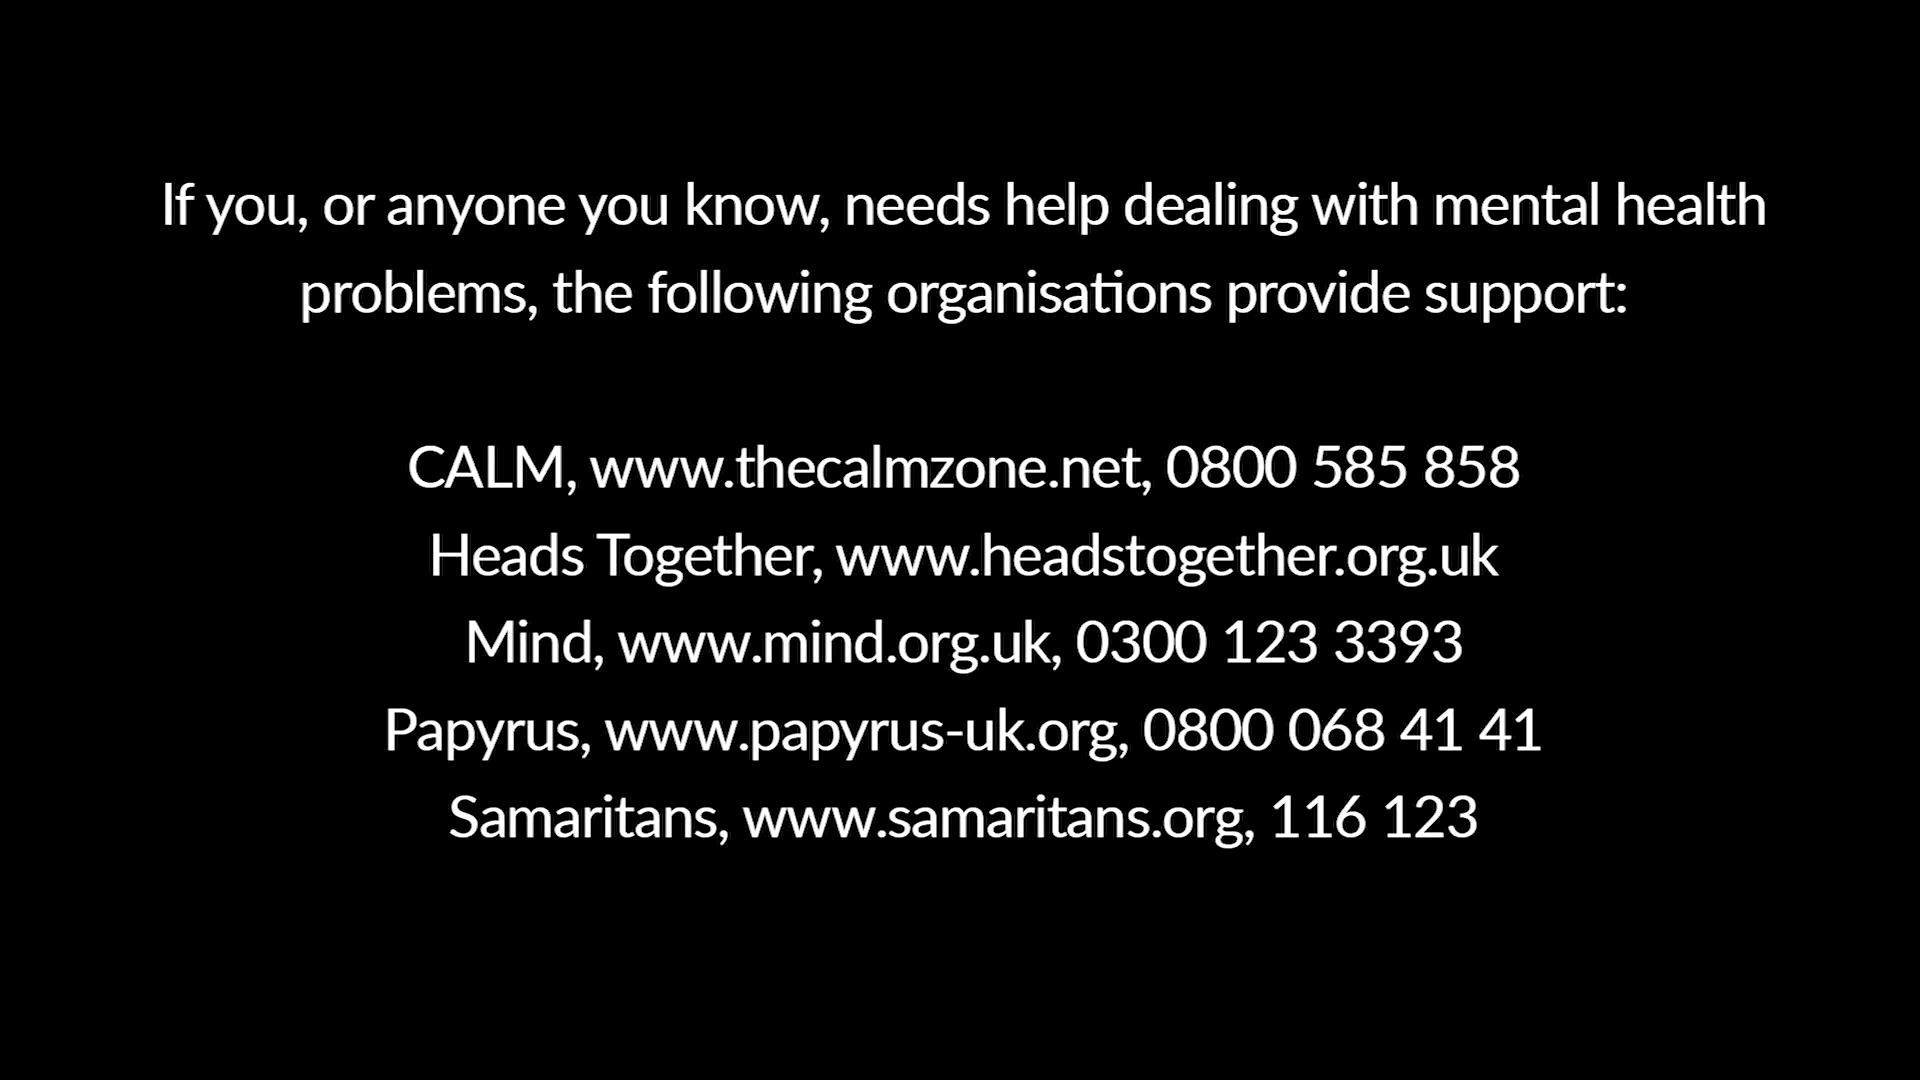 If you, or anyone you know, needs help dealing with mental health
problems, the following organisations provide support:
CALM, www.thecalmzone.net, 0800 585 858
Heads Together, www.headstogether.org.uk
Mind, www.mind.org.uk, 0300 123 3393
Papyrus, www.papyrus-uk.org, 0800 068 41 41
Samaritans, www.samaritans.org, 116 123